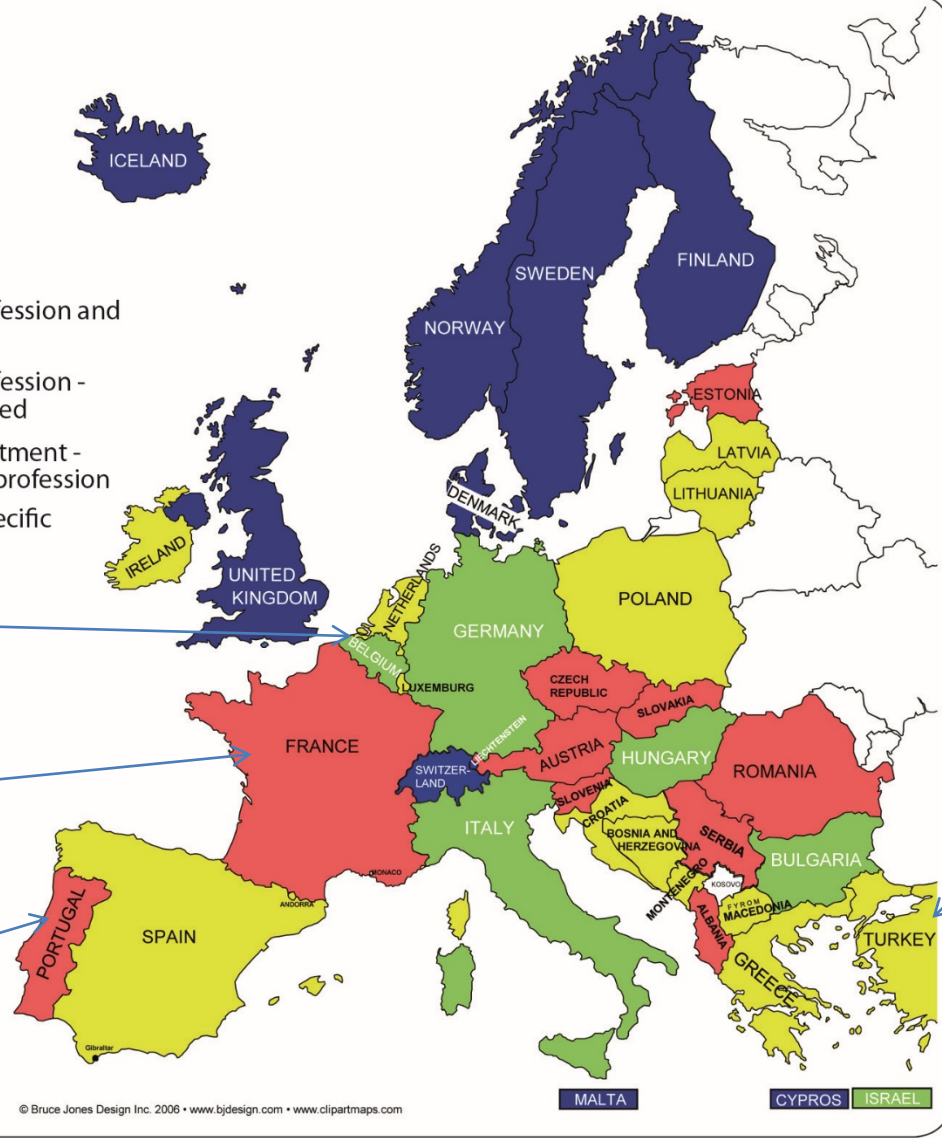 ICELAND
FINLAND
SWEDEN
NORWAY
fession and
fession -
ed
ESTONIA
tment -
profession
LATVIA
ecific
LITHUANIA
DENMARK
IRELAND
UNITED
KINGDOM
NETHERLANDS
POLAND
GERMANY
BELGIUM
LUXEMBURG
CZECH
REPUBLIC
SLOVAKIA
FRANCE
LIECHTENSTEIN
AUSTRIA
HUNGARY
SWITZER-
LAND
ROMANIA
SLOVENIA
CROATIA
ITALY
BOSNIA AND
HERZEGOVINA
SERBIA
BULGARIA
MONACO
MONTENEGRO
KOSOVO
ANDORRA
FYROM
MACEDONIA
ALBANIA
PORTUGAL
SPAIN
TURKEY
GREECE
Gibraltar
MALTA
CYPROS
ISRAEL
© Bruce Jones Design Inc. 2006 • www.bjdesign.com • www.clipartmaps.com